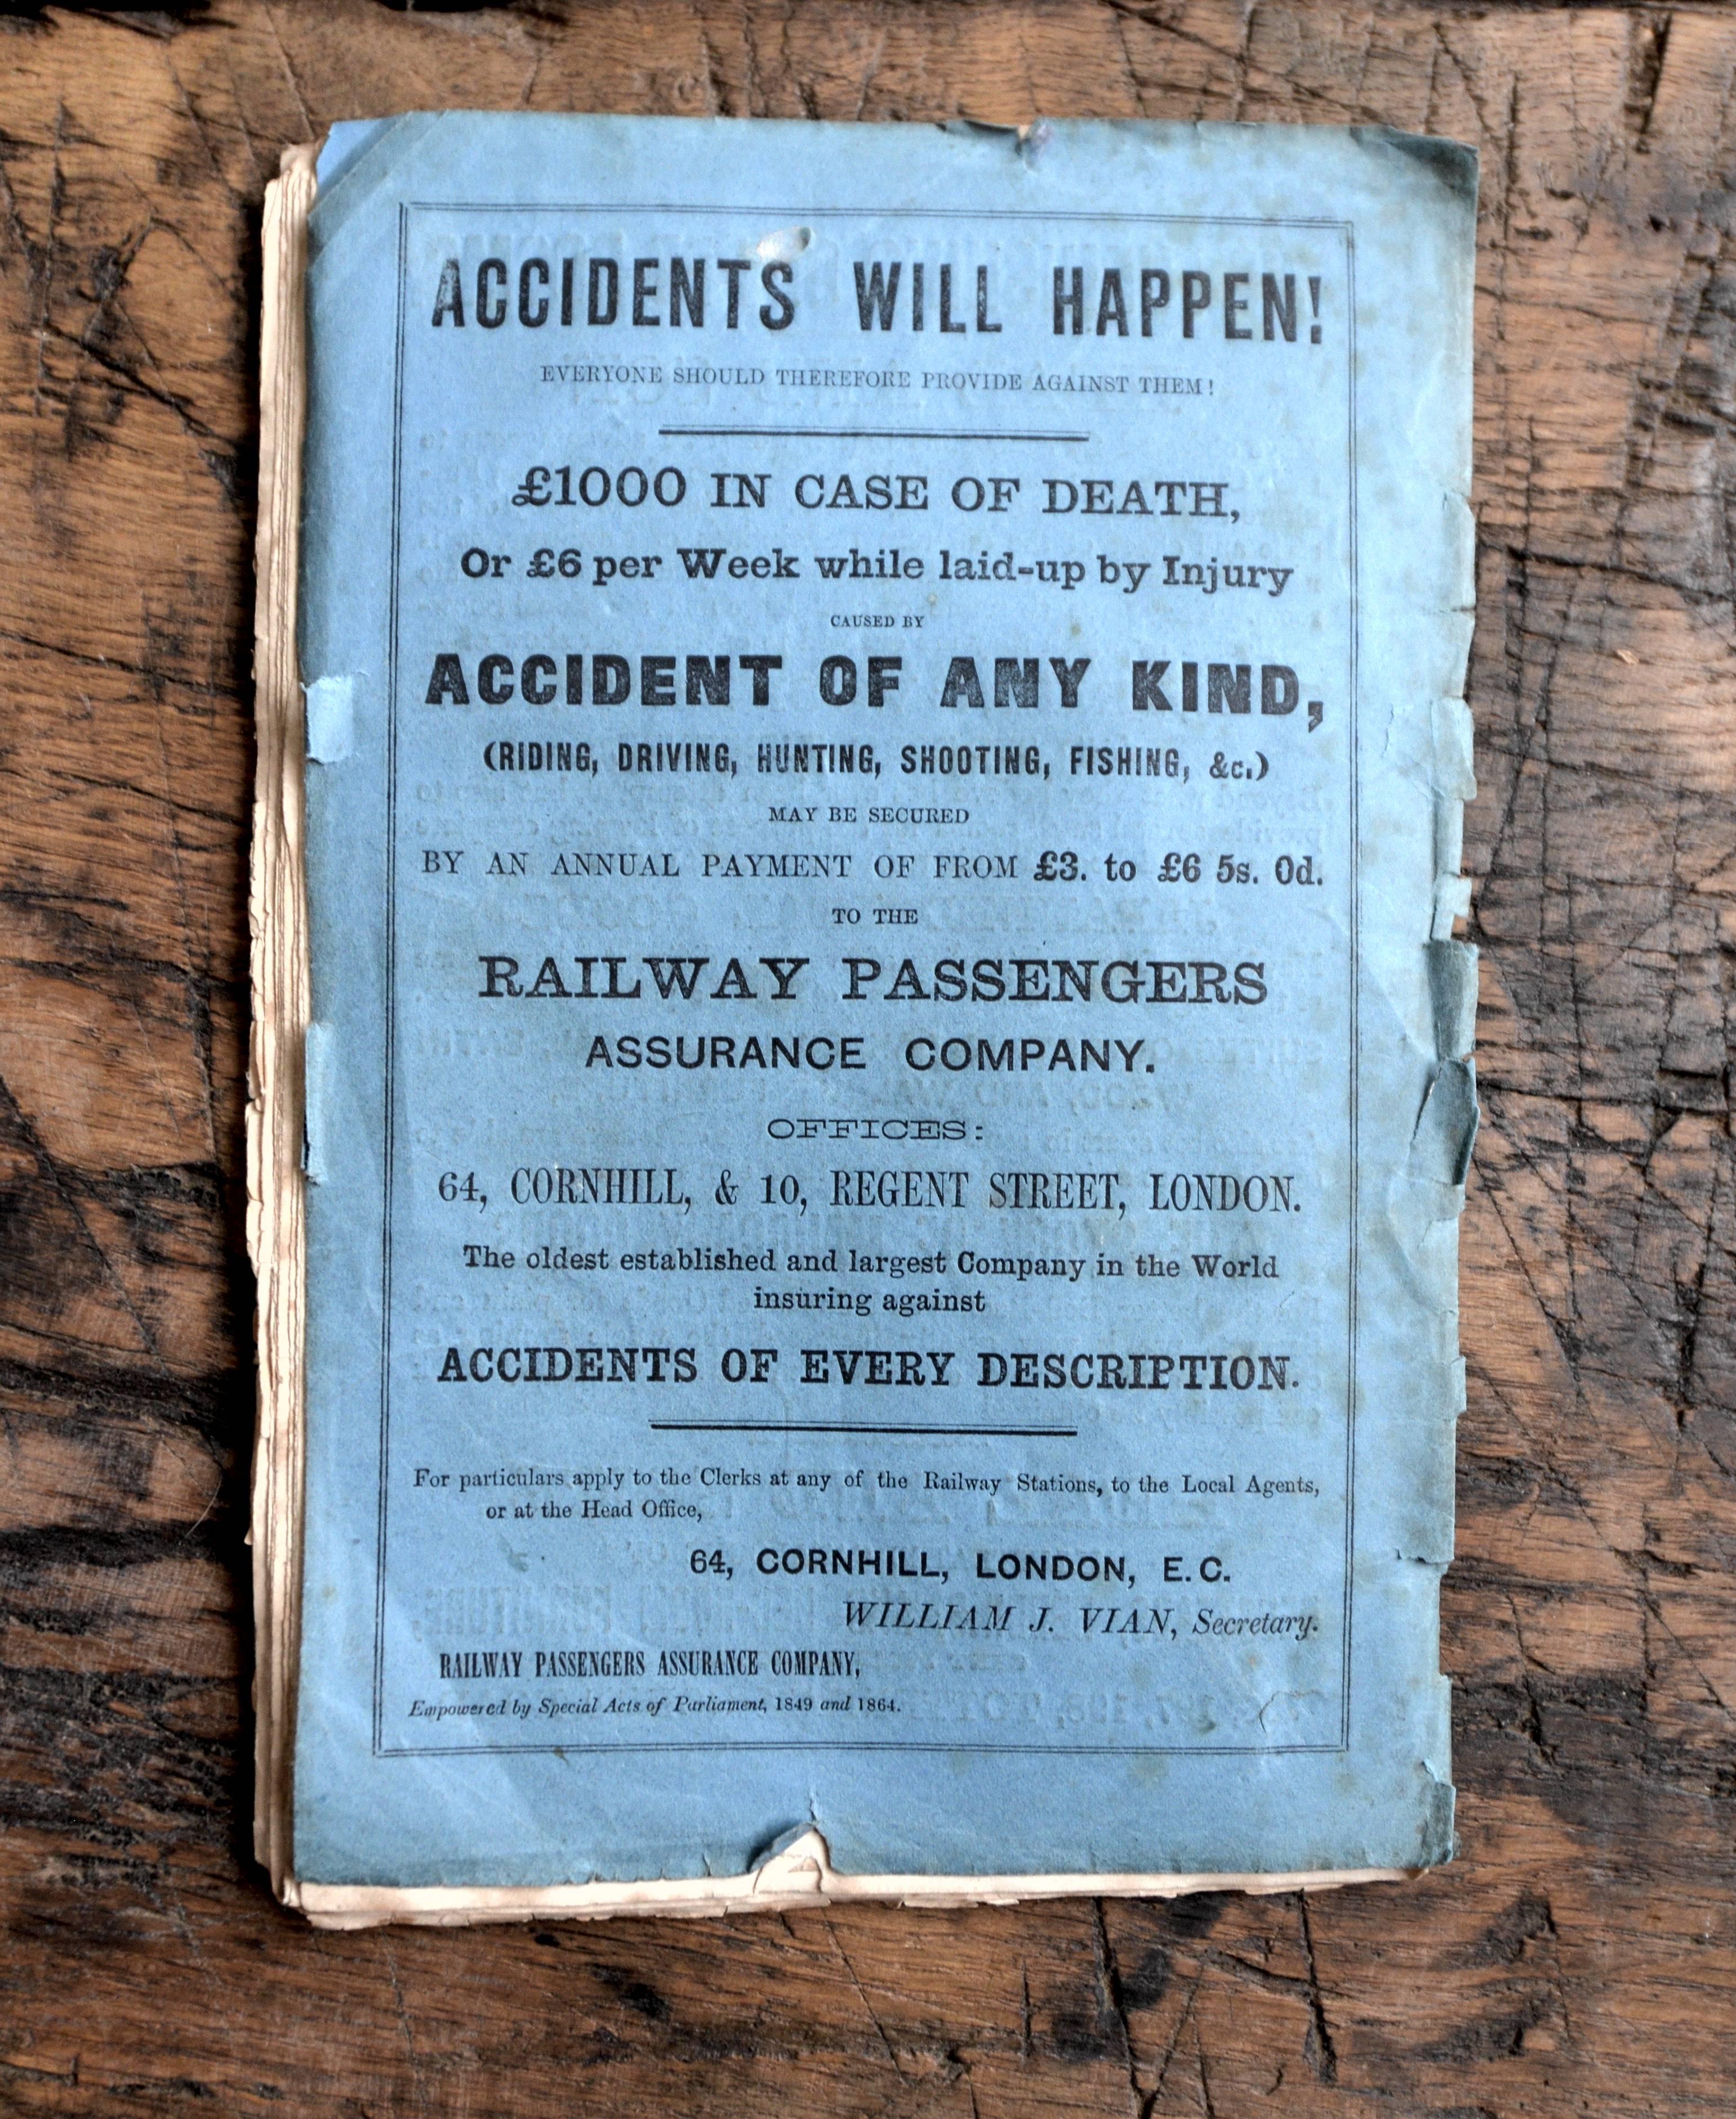 ACCIDENTS WILL HAPPEN!
EVERYONE SHOULD THEREFORE PROVIDE AGAINST THEM!
£1000 IN CASE OF DEATH,
Or £6 per Week while laid-up by Injury
CAUSED BY
ACCIDENT OF ANY KIND,
(RIDING, DRIVING, HUNTING, SHOOTING, FISHING, &c.)
MAY BE SECURED
BY AN ANNUAL PAYMENT OF FROM £3. to £6 5s. 0d.
TO THE
RAILWAY PASSENGERS
ASSURANCE COMPANY.
OFFICES:
64, CORNHILL, & 10, REGENT STREET, LONDON.
The oldest established and largest Company in the World
insuring against
ACCIDENTS OF EVERY DESCRIPTION.
For particulars apply to the Clerks at any of the Railway Stations, to the Local Agents,
or at the Head Office,
64, CORNHILL, LONDON, E.C.
WILLIAM J. VIAN, Secretary.
RAILWAY PASSENGERS ASSURANCE COMPANY,
Empowered by Special Acts of Parliament, 1849 and 1864.